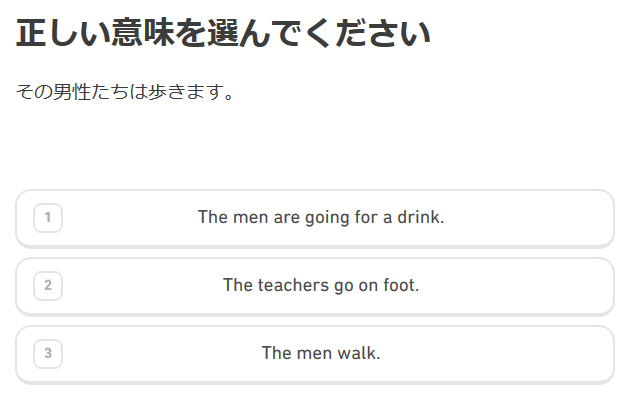 正しい意味を選んでください
その男性たちは歩きます。
1 The men are going for a drink.
2 The teachers go on foot.
3 The men walk.